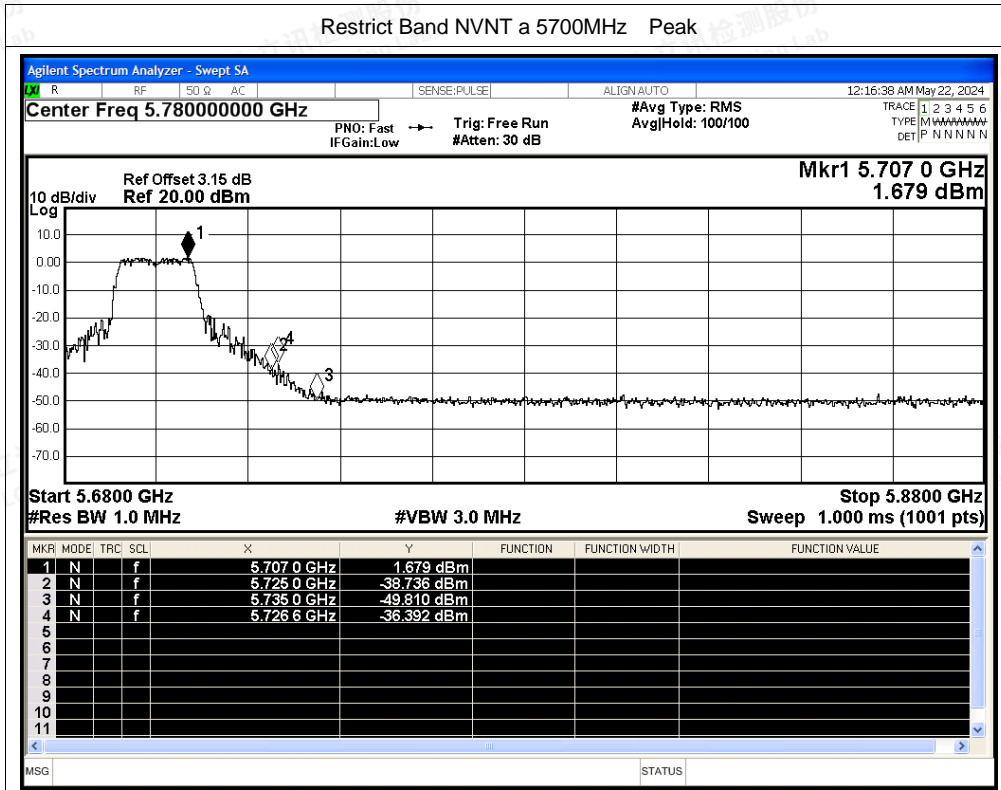 Restrict Band NVNT a 5700MHz Peak
Agilent Spectrum Analyzer - Swept SA
LXI R RF 50 Ω AC SENSE:PULSE ALIGN AUTO 12:16:38 AM May 22, 2024
Center Freq 5.780000000 GHz
PNO: Fast
IFGain:Low
Trig: Free Run
#Atten: 30 dB
#Avg Type: RMS
Avg|Hold: 100/100
TRACE 1 2 3 4 5 6
TYPE M WWWWW
DET P N N N N N
Mkr1 5.707 0 GHz
1.679 dBm
Ref Offset 3.15 dB
10 dB/div Ref 20.00 dBm
Log
10.0
0.00
-10.0
-20.0
-30.0
-40.0
-50.0
-60.0
-70.0
1
2
4
3
Start 5.6800 GHz Stop 5.8800 GHz
#Res BW 1.0 MHz #VBW 3.0 MHz Sweep 1.000 ms (1001 pts)
MKR MODE TRC SCL X Y FUNCTION FUNCTION WIDTH FUNCTION VALUE
1 N f 5.707 0 GHz 1.679 dBm
2 N f 5.725 0 GHz -38.736 dBm
3 N f 5.735 0 GHz -49.810 dBm
4 N f 5.726 6 GHz -36.392 dBm
5
6
7
8
9
10
11
MSG STATUS